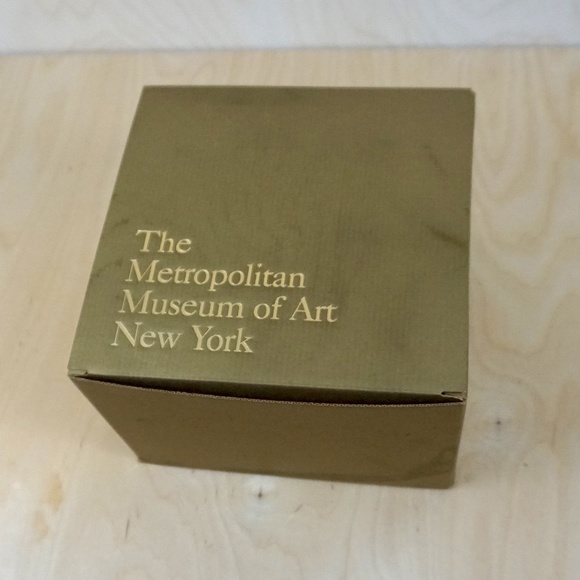 The
Metropolitan
Museum of Art
New York